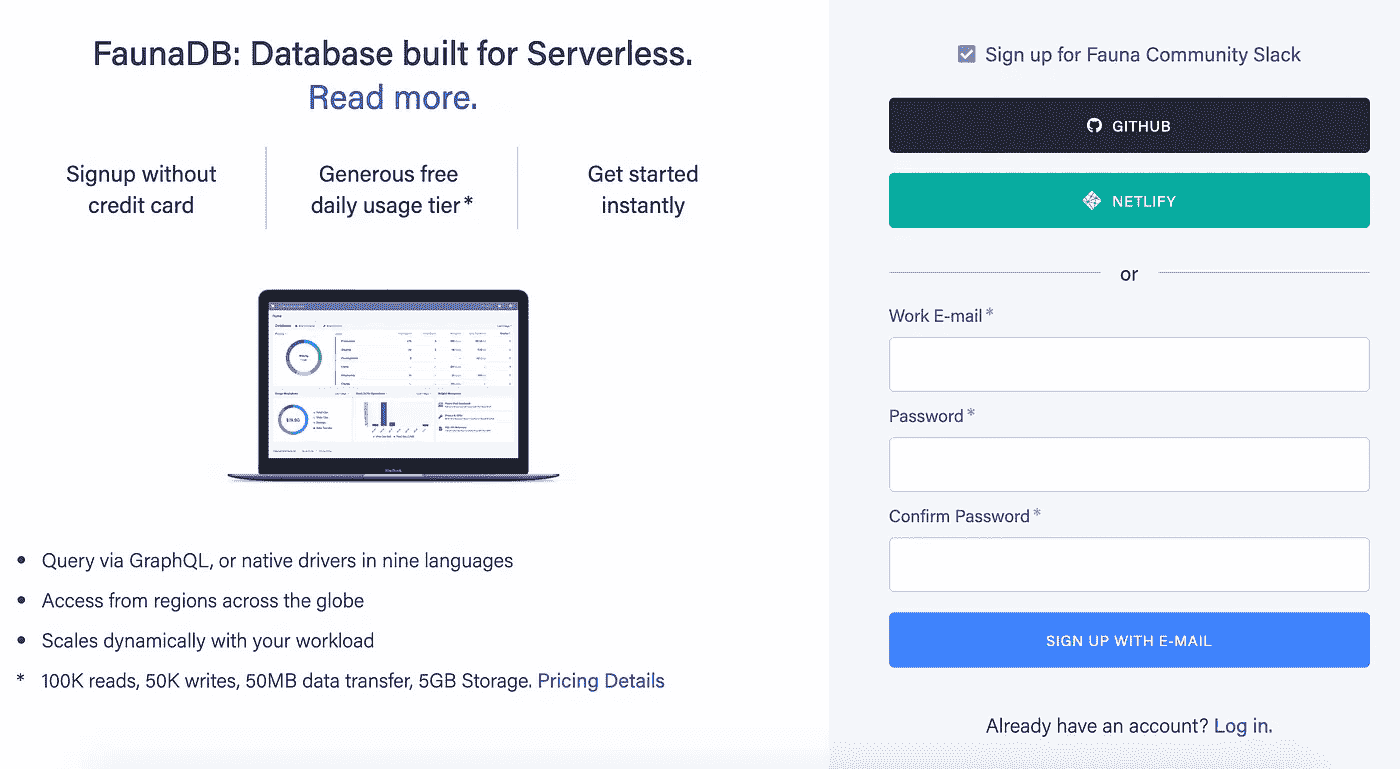 FaunaDB: Database built for Serverless.
Read more.
Signup without
credit card
Generous free
daily usage tier*
Get started
instantly
• Query via GraphQL, or native drivers in nine languages
• Access from regions across the globe
• Scales dynamically with your workload
* 100K reads, 50K writes, 50MB data transfer, 5GB Storage. Pricing Details
Sign up for Fauna Community Slack
GITHUB
NETLIFY
or
Work E-mail*
Password*
Confirm Password*
SIGN UP WITH E-MAIL
Already have an account? Log in.